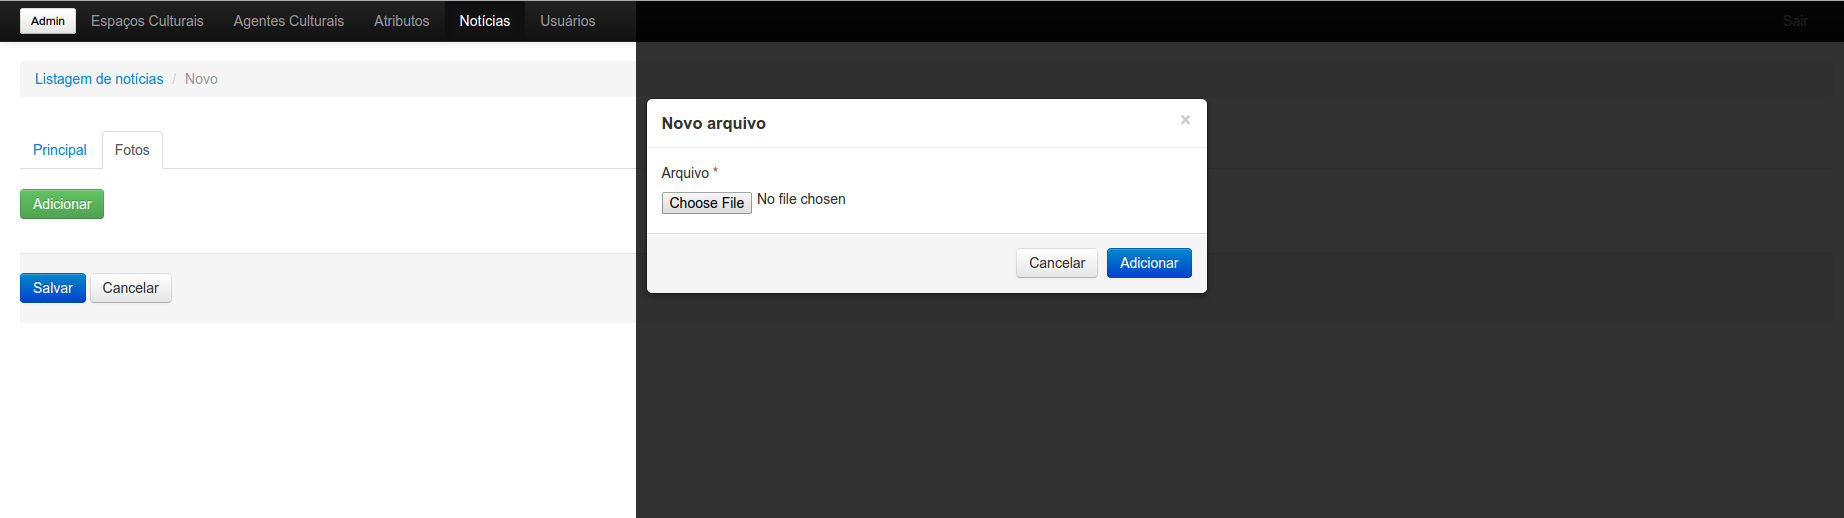 Admin Espaços Culturais Agentes Culturais Atributos Notícias Usuários Sair
Listagem de notícias / Novo
Novo arquivo ×
Principal Fotos
Arquivo *
Choose File No file chosen
Adicionar
Cancelar Adicionar
Salvar Cancelar